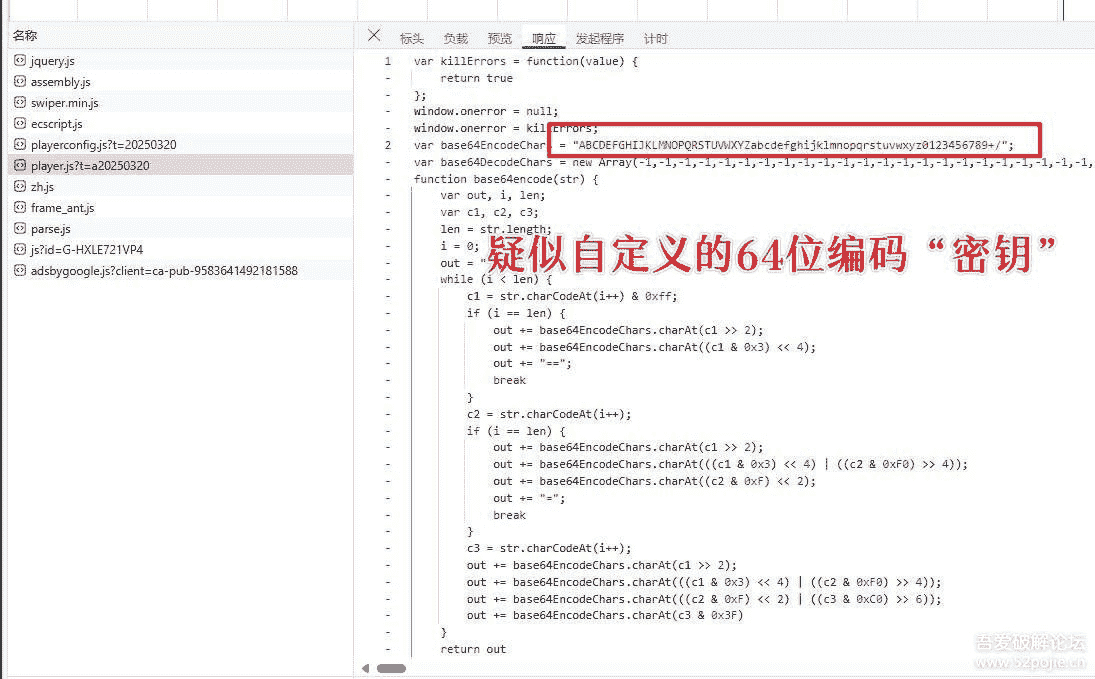 名称
标头 负载 预览 响应 发起程序 计时
jquery.js
assembly.js
swiper.min.js
ecscript.js
playerconfig.js?t=20250320
player.js?t=a20250320
zh.js
frame_ant.js
parse.js
js?id=G-HXLE721VP4
adsbygoogle.js?client=ca-pub-9583641492181588
1 var killErrors = function(value) {
- return true
- };
- window.onerror = null;
- window.onerror = killErrors;
2 var base64EncodeChars = "ABCDEFGHIJKLMNOPQRSTUVWXYZabcdefghijklmnopqrstuvwxyz0123456789+/";
- var base64DecodeChars = new Array(-1,-1,-1,-1,-1,-1,-1,-1,-1,-1,-1,-1,-1,-1,-1,-1,-1,-1,
- function base64encode(str) {
- var out, i, len;
- var c1, c2, c3;
- len = str.length;
- i = 0;
- out = "
疑似自定义的64位编码“密钥”
- while (i < len) {
- c1 = str.charCodeAt(i++) & 0xff;
- if (i == len) {
- out += base64EncodeChars.charAt(c1 >> 2);
- out += base64EncodeChars.charAt((c1 & 0x3) << 4);
- out += "==";
- break
- }
- c2 = str.charCodeAt(i++);
- if (i == len) {
- out += base64EncodeChars.charAt(c1 >> 2);
- out += base64EncodeChars.charAt(((c1 & 0x3) << 4) | ((c2 & 0xF0) >> 4));
- out += base64EncodeChars.charAt((c2 & 0xF) << 2);
- out += "=";
- break
- }
- c3 = str.charCodeAt(i++);
- out += base64EncodeChars.charAt(c1 >> 2);
- out += base64EncodeChars.charAt(((c1 & 0x3) << 4) | ((c2 & 0xF0) >> 4));
- out += base64EncodeChars.charAt(((c2 & 0xF) << 2) | ((c3 & 0xC0) >> 6));
- out += base64EncodeChars.charAt(c3 & 0x3F)
- }
- return out
吾爱破解论坛
www.52pojie.cn